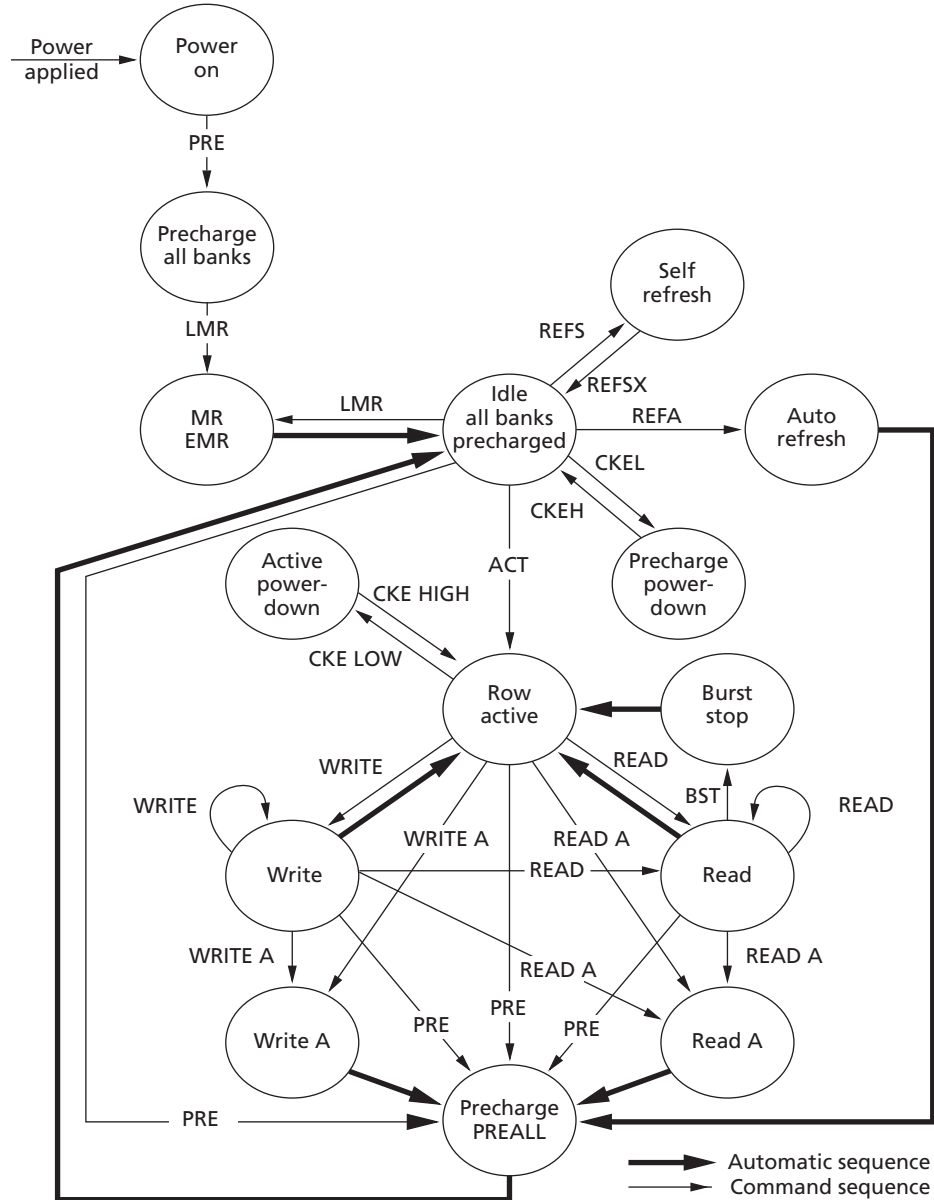 Power
applied
Power
on
PRE
Precharge
all banks
LMR
Self
refresh
REFS
REFSX
MR
EMR
LMR
Idle
all banks
precharged
REFA
Auto
refresh
CKEL
CKEH
Precharge
power-
down
ACT
Active
power-
down
CKE HIGH
CKE LOW
Row
active
Burst
stop
WRITE
READ
BST
WRITE
READ
WRITE A
READ A
Write
READ
Read
WRITE A
READ A
READ A
Write A
PRE
PRE
PRE
Read A
PRE
Precharge
PREALL
Automatic sequence
Command sequence